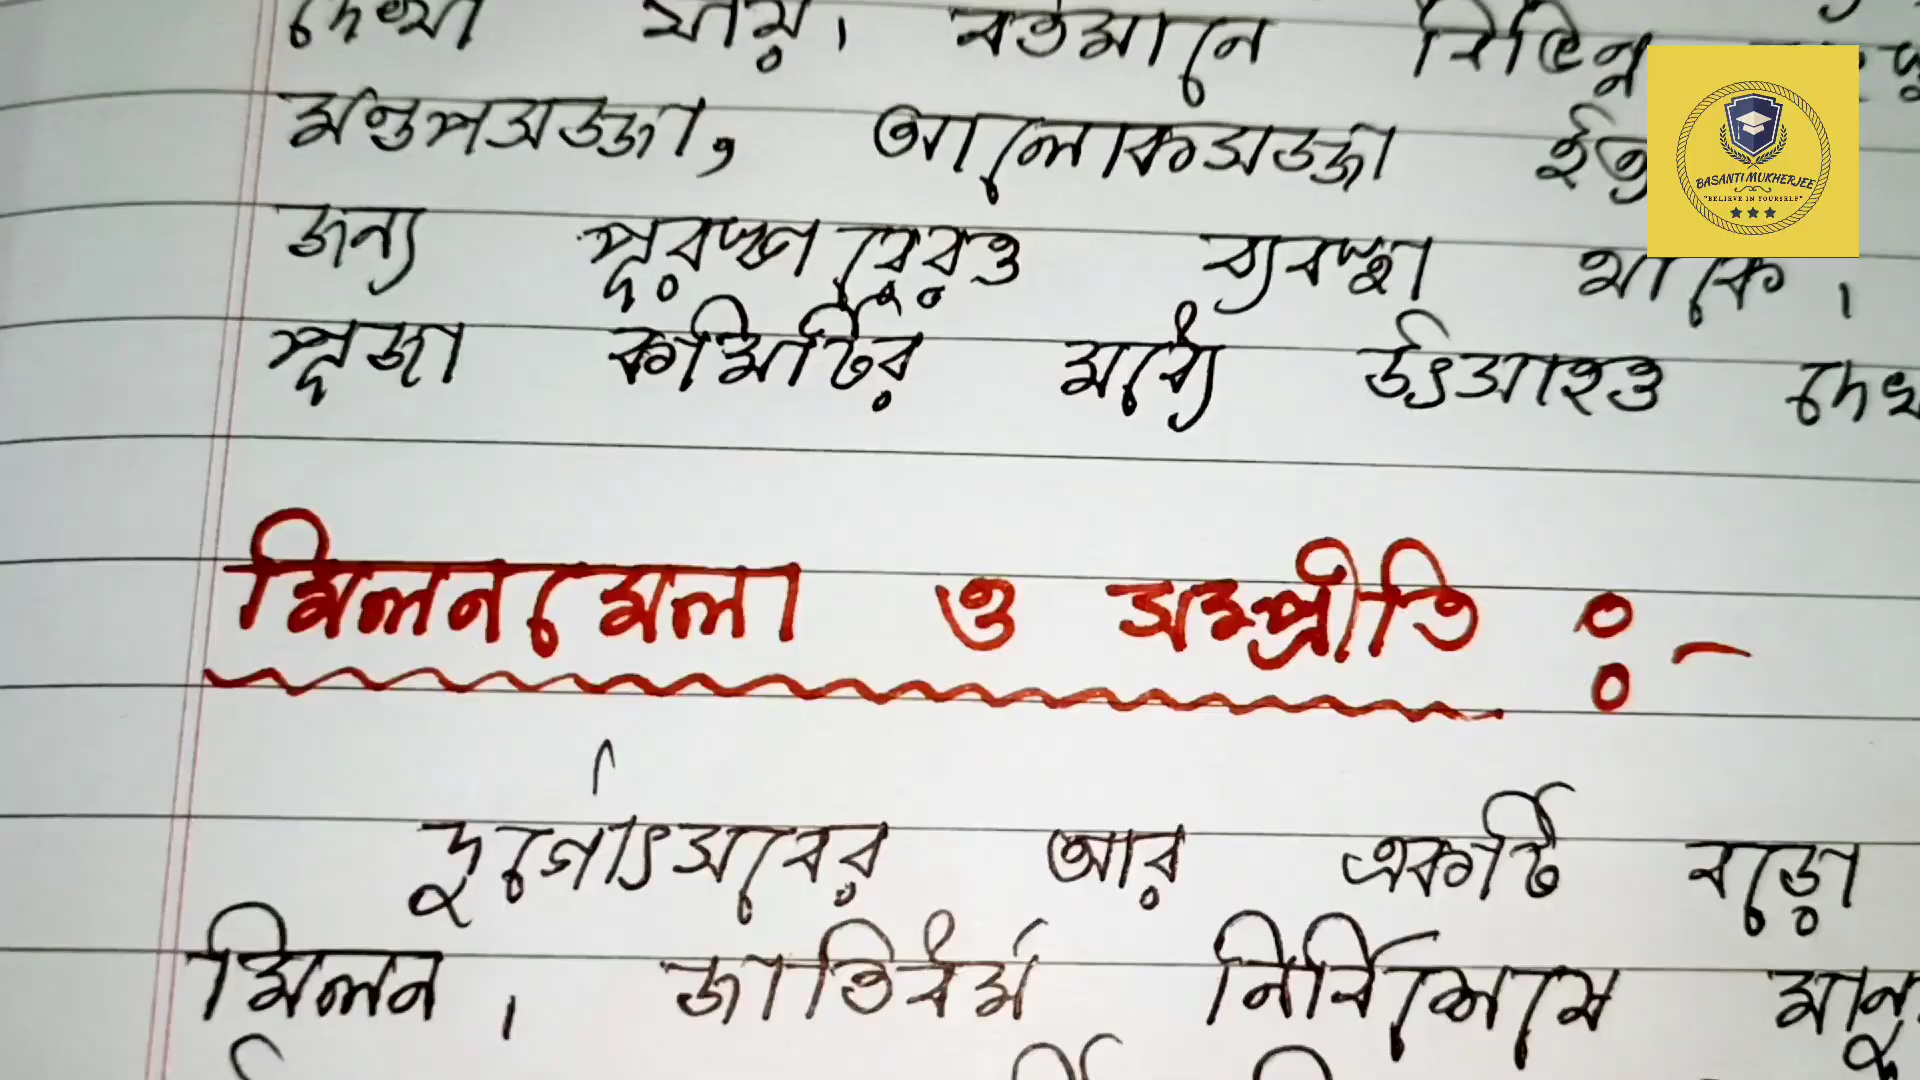 দেখা যায়। বর্তমানে বিভিন্ন
মণ্ডপসজ্জা, আলোকসজ্জা
জন্য পুরস্কারেরও ব্যবস্থা থাকে।
পূজা কমিটির মধ্যে উৎসাহও
মিলনমেলা ও সম্প্রীতি :-
দুর্গোৎসবের আর একটি বড়ো
মিলন। জাতিধর্ম নির্বিশেষে
BASANTI MUKHERJEE
"BELIEVE IN YOURSELF"